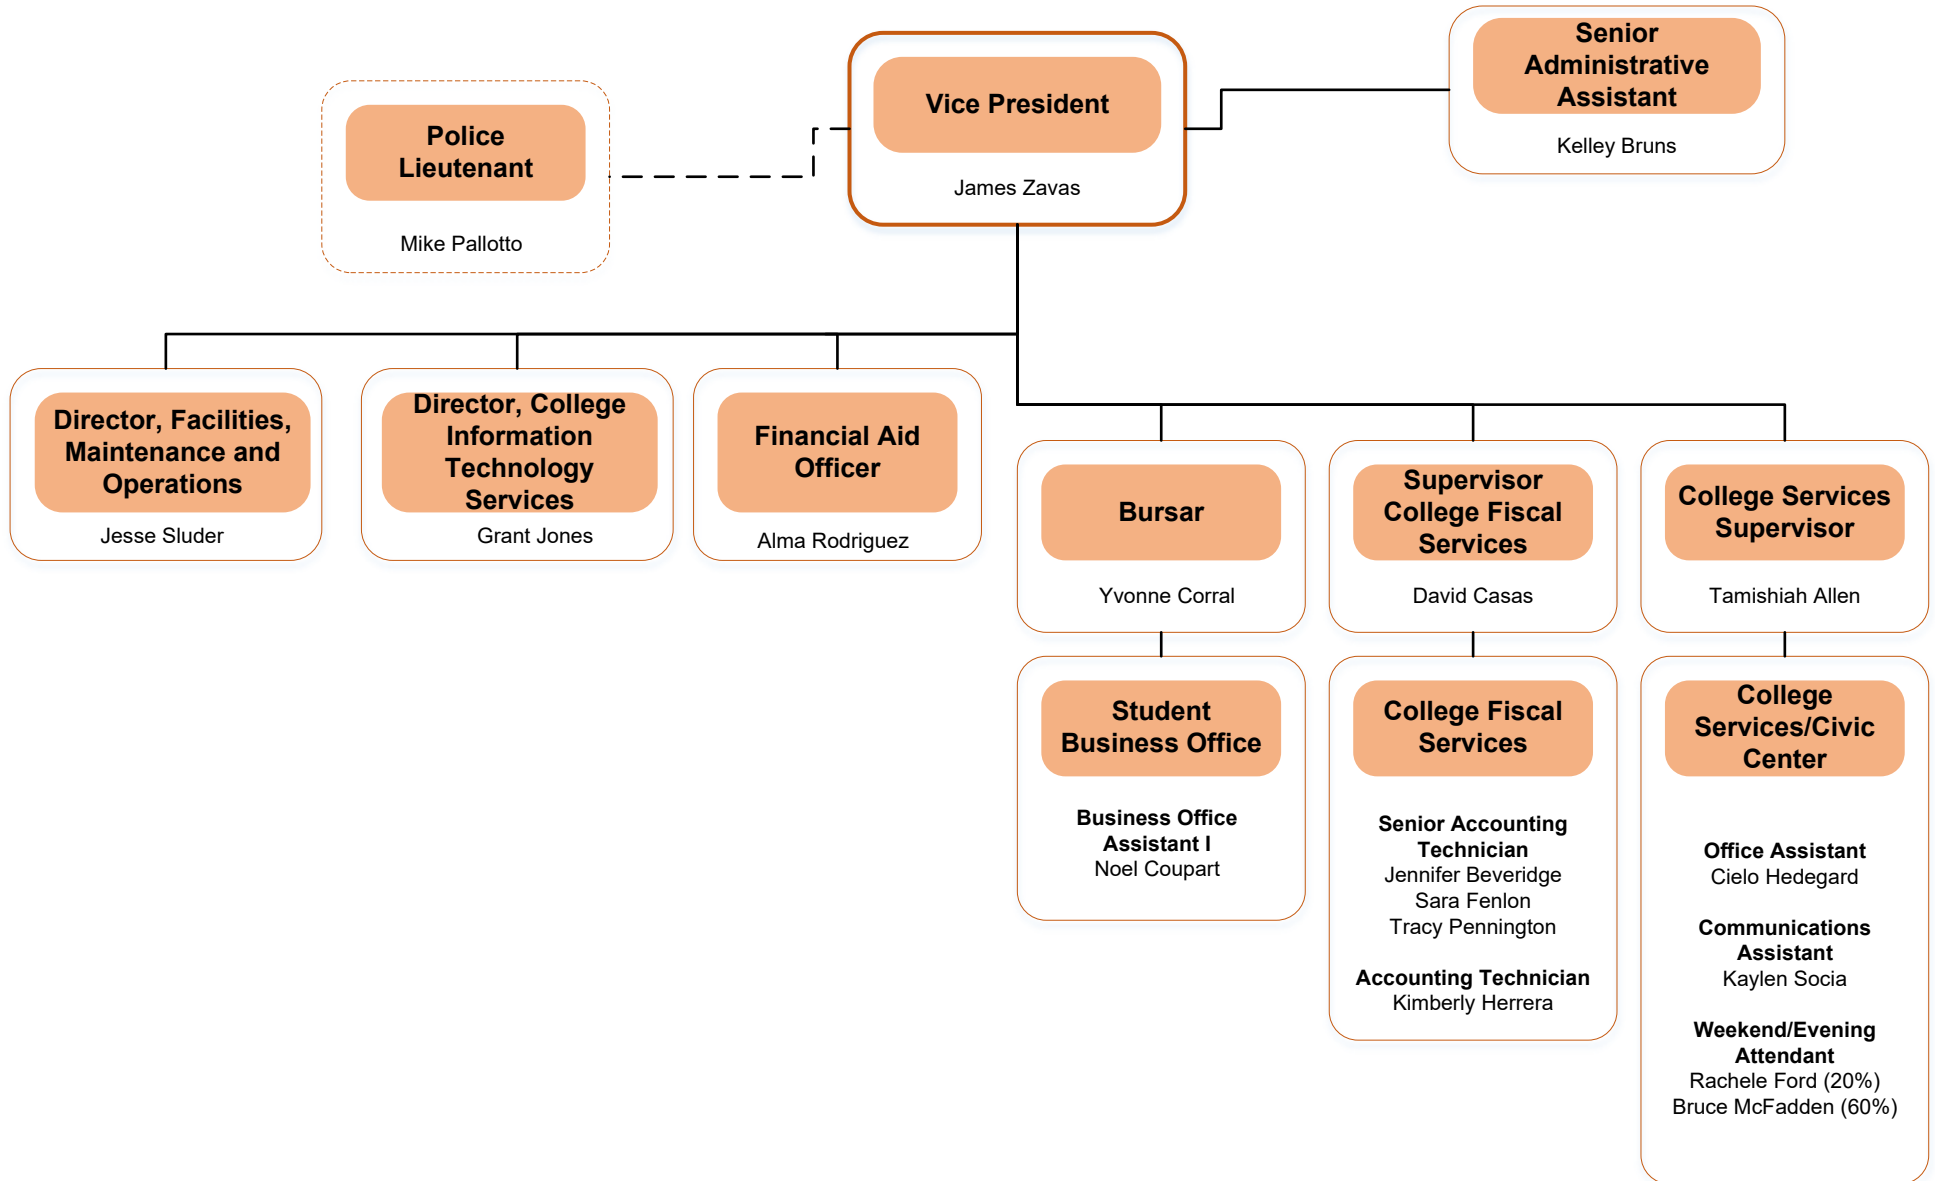 Senior
Administrative
Assistant
Kelley Bruns
Vice President
James Zavas
Police
Lieutenant
Mike Pallotto
Director, Facilities,
Maintenance and
Operations
Jesse Sluder
Director, College
Information
Technology
Services
Grant Jones
Financial Aid
Officer
Alma Rodriguez
Bursar
Yvonne Corral
Supervisor
College Fiscal
Services
David Casas
College Services
Supervisor
Tamishiah Allen
Student
Business Office
Business Office
Assistant I
Noel Coupart
College Fiscal
Services
Senior Accounting
Technician
Jennifer Beveridge
Sara Fenlon
Tracy Pennington
Accounting Technician
Kimberly Herrera
College
Services/Civic
Center
Office Assistant
Cielo Hedegard
Communications
Assistant
Kaylen Socia
Weekend/Evening
Attendant
Rachele Ford (20%)
Bruce McFadden (60%)